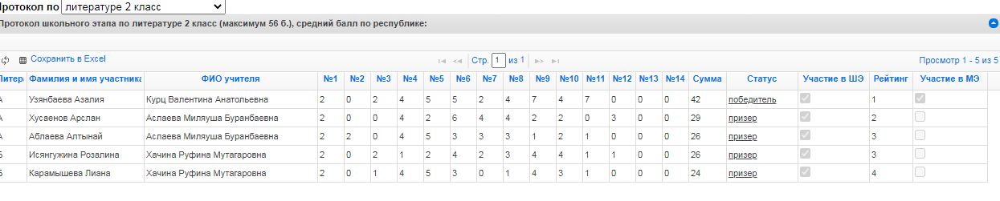 Протокол по литературе 2 класс
Протокол школьного этапа по литературе 2 класс (максимум 56 б.), средний балл по республике:
Сохранить в Excel Стр. 1 из 1 Просмотр 1 - 5 из 5
Литера Фамилия и имя участника ФИО учителя №1 №2 №3 №4 №5 №6 №7 №8 №9 №10 №11 №12 №13 №14 Сумма Статус Участие в ШЭ Рейтинг Участие в МЭ
А Узянбаева Азалия Курц Валентина Анатольевна 2 0 2 4 5 5 2 4 7 4 7 0 0 0 42 победитель 1
А Хусаенов Арслан Аслаева Миляуша Буранбаевна 2 0 0 4 2 6 4 4 2 2 0 3 0 0 29 призер 2
А Аблаева Алтынай Аслаева Миляуша Буранбаевна 2 2 0 4 5 3 3 3 1 2 1 0 0 0 26 призер 3
Б Исянгужина Розалина Хачина Руфина Мутагаровна 2 0 2 1 2 4 2 3 4 4 1 1 0 0 26 призер 3
Б Карамышева Лиана Хачина Руфина Мутагаровна 2 0 1 4 5 3 0 1 4 3 1 0 0 0 24 призер 4